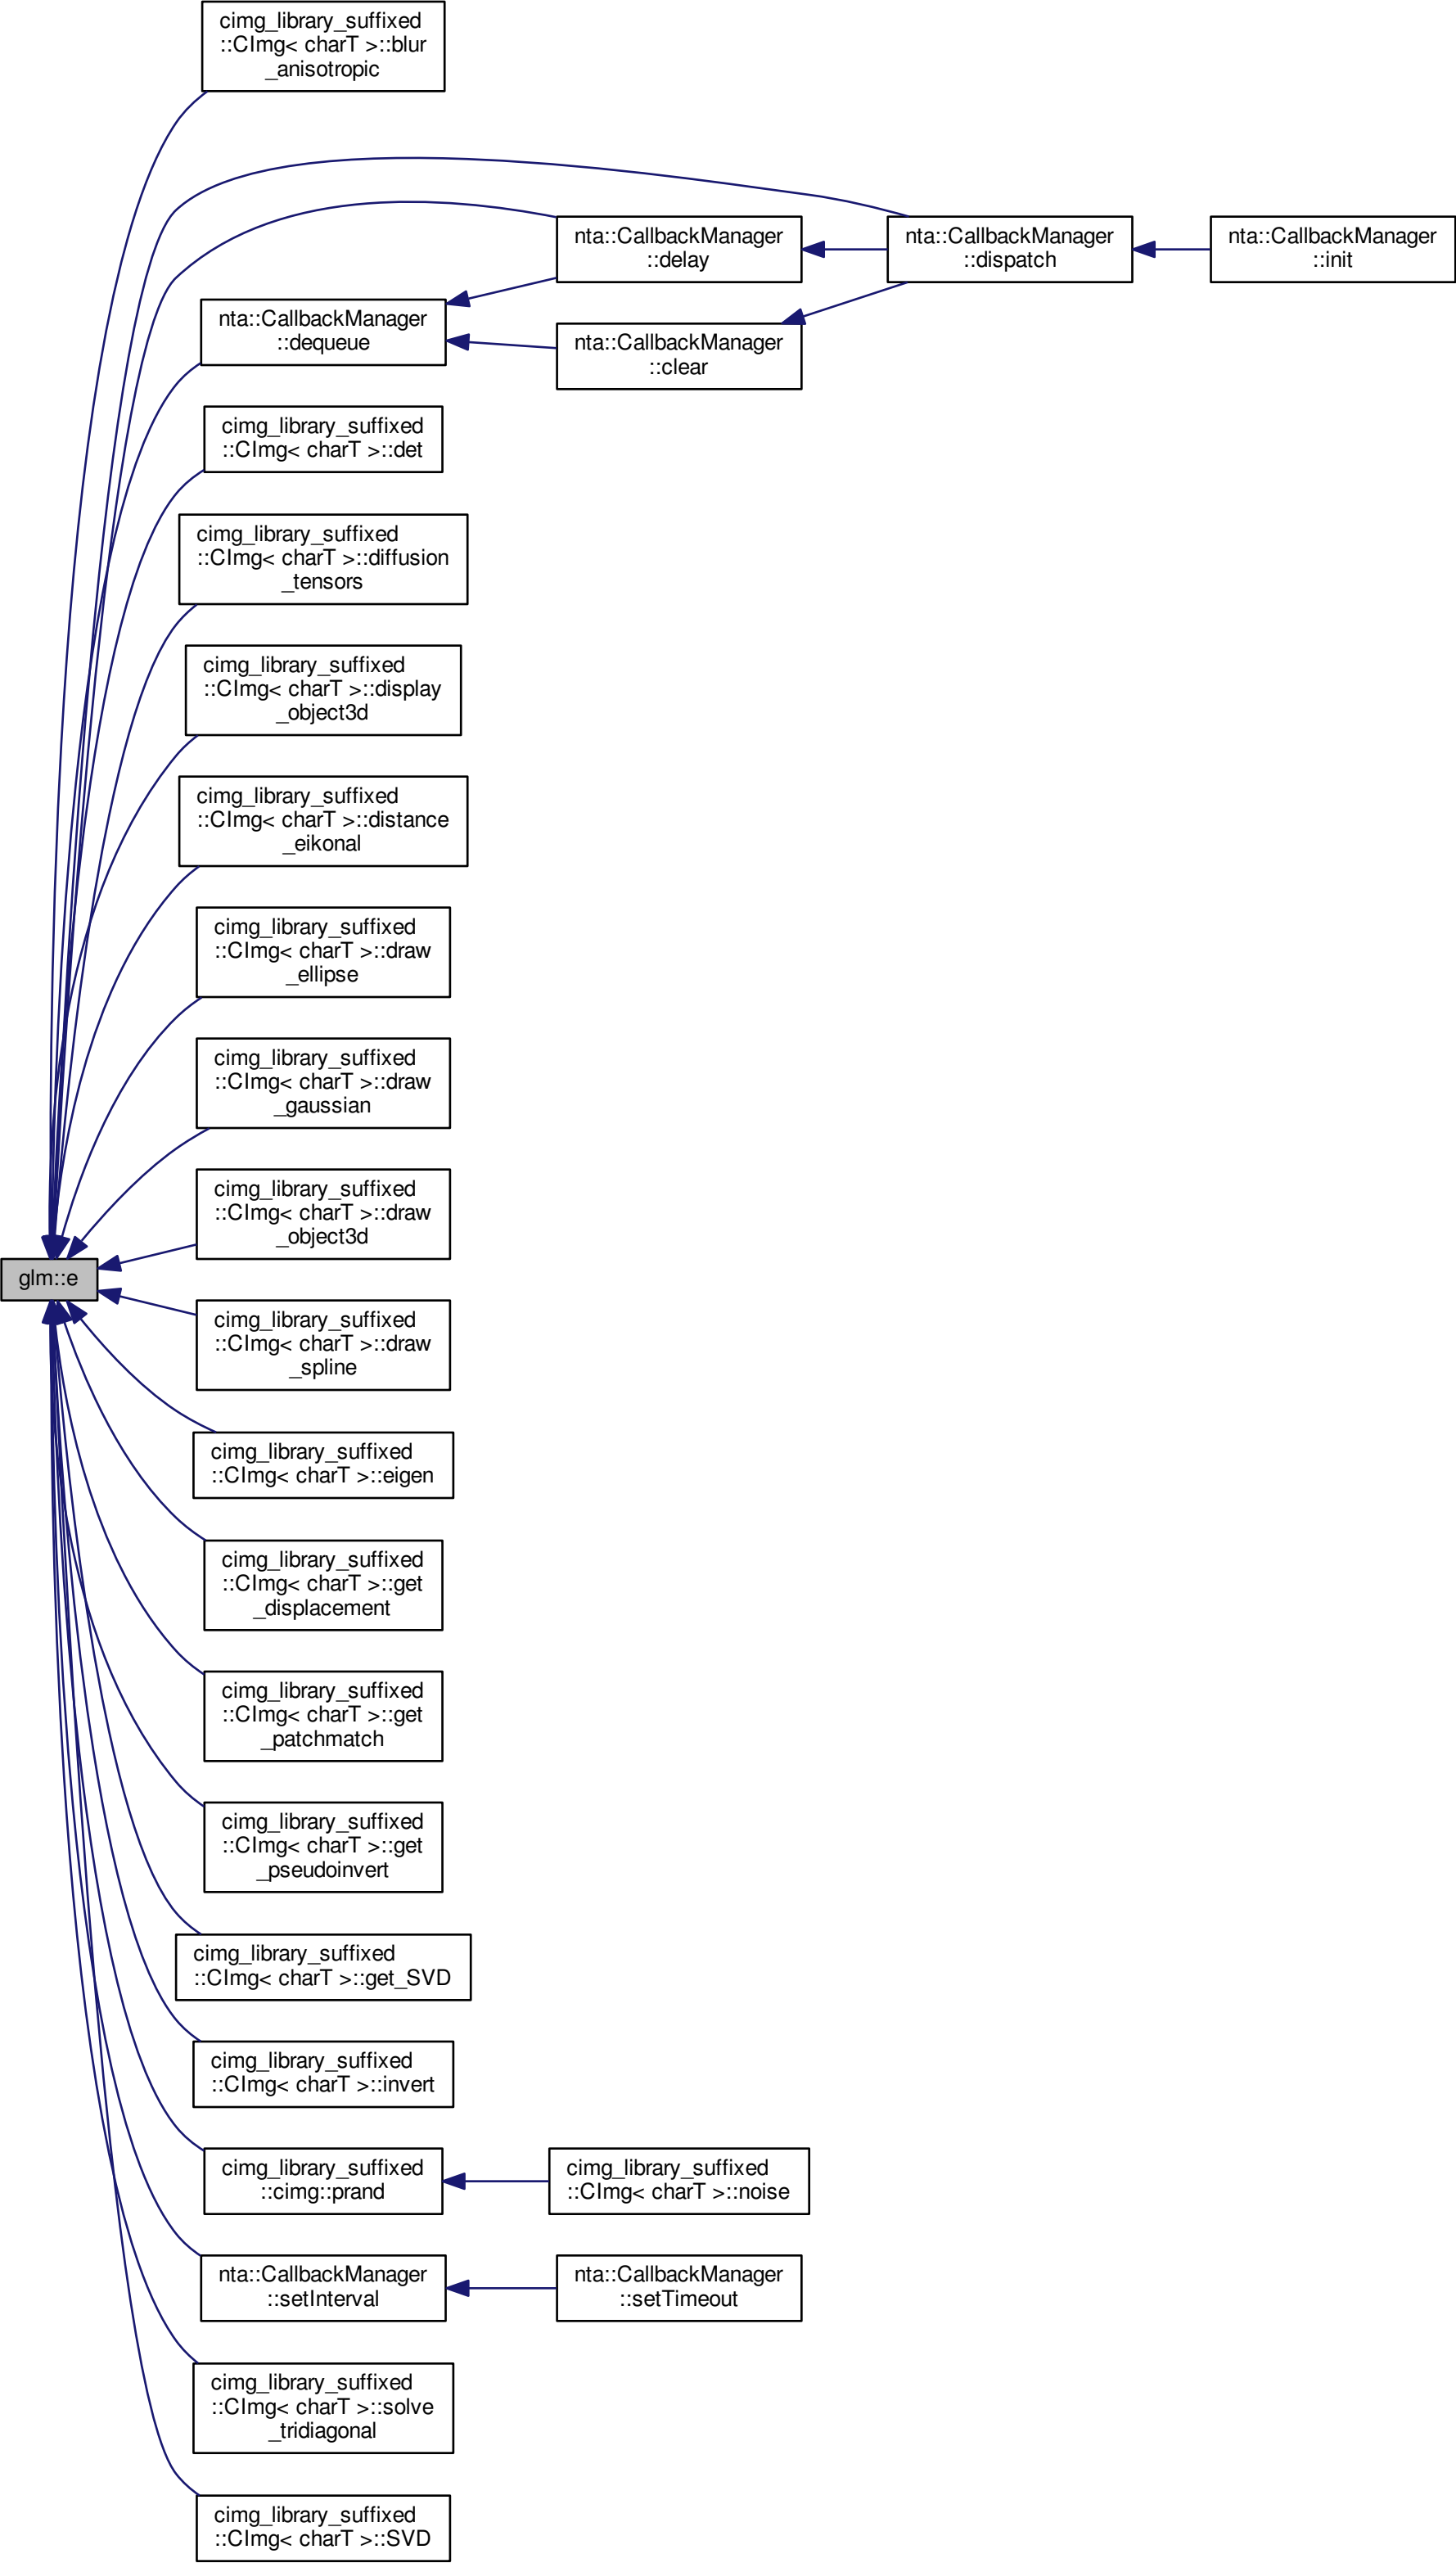 cimg_library_suffixed
::CImg< charT >::blur
_anisotropic
nta::CallbackManager
::delay
nta::CallbackManager
::dispatch
nta::CallbackManager
::init
nta::CallbackManager
::dequeue
nta::CallbackManager
::clear
cimg_library_suffixed
::CImg< charT >::det
cimg_library_suffixed
::CImg< charT >::diffusion
_tensors
cimg_library_suffixed
::CImg< charT >::display
_object3d
cimg_library_suffixed
::CImg< charT >::distance
_eikonal
cimg_library_suffixed
::CImg< charT >::draw
_ellipse
cimg_library_suffixed
::CImg< charT >::draw
_gaussian
cimg_library_suffixed
::CImg< charT >::draw
_object3d
glm::e
cimg_library_suffixed
::CImg< charT >::draw
_spline
cimg_library_suffixed
::CImg< charT >::eigen
cimg_library_suffixed
::CImg< charT >::get
_displacement
cimg_library_suffixed
::CImg< charT >::get
_patchmatch
cimg_library_suffixed
::CImg< charT >::get
_pseudoinvert
cimg_library_suffixed
::CImg< charT >::get_SVD
cimg_library_suffixed
::CImg< charT >::invert
cimg_library_suffixed
::cimg::prand
cimg_library_suffixed
::CImg< charT >::noise
nta::CallbackManager
::setInterval
nta::CallbackManager
::setTimeout
cimg_library_suffixed
::CImg< charT >::solve
_tridiagonal
cimg_library_suffixed
::CImg< charT >::SVD